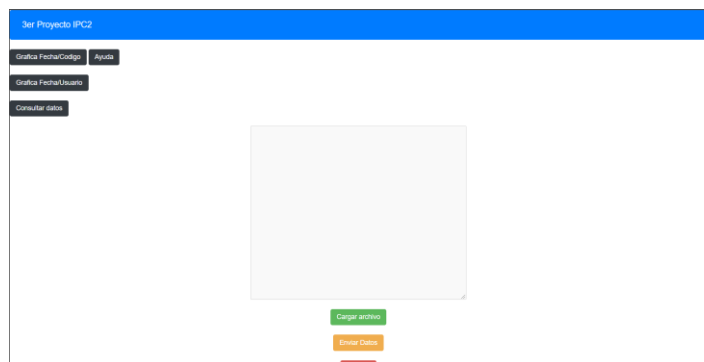 3er Proyecto IPC2
Grafica Fecha/Codigo Ayuda
Grafica Fecha/Usuario
Consultar datos
Cargar archivo
Enviar Datos